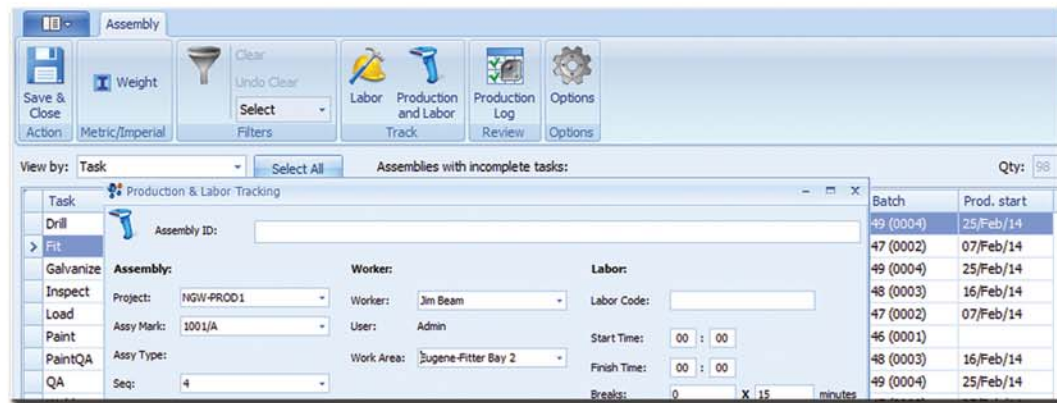 Assembly
Clear
Undo Clear
Weight
Select
Save & Close
Labor
Production and Labor
Production Log
Options
Action
Metric/Imperial
Filters
Track
Review
Options
View by: Task
Select All
Assemblies with incomplete tasks:
Qty: 98
Task
Production & Labor Tracking
Batch
Prod. start
Drill
Assembly ID:
49 (0004)
25/Feb/14
Fit
47 (0002)
07/Feb/14
Galvanize
Assembly:
Worker:
Labor:
49 (0004)
25/Feb/14
Inspect
Project: NGW-PROD1
Worker: Jim Beam
Labor Code:
48 (0003)
16/Feb/14
Load
47 (0002)
07/Feb/14
Assy Mark: 1001/A
User: Admin
Start Time: 00 : 00
Paint
46 (0001)
PaintQA
Assy Type:
Work Area: Eugene-Fitter Bay 2
Finish Time: 00 : 00
48 (0003)
16/Feb/14
QA
Seq: 4
49 (0004)
25/Feb/14
Breaks: 0 X 15 minutes